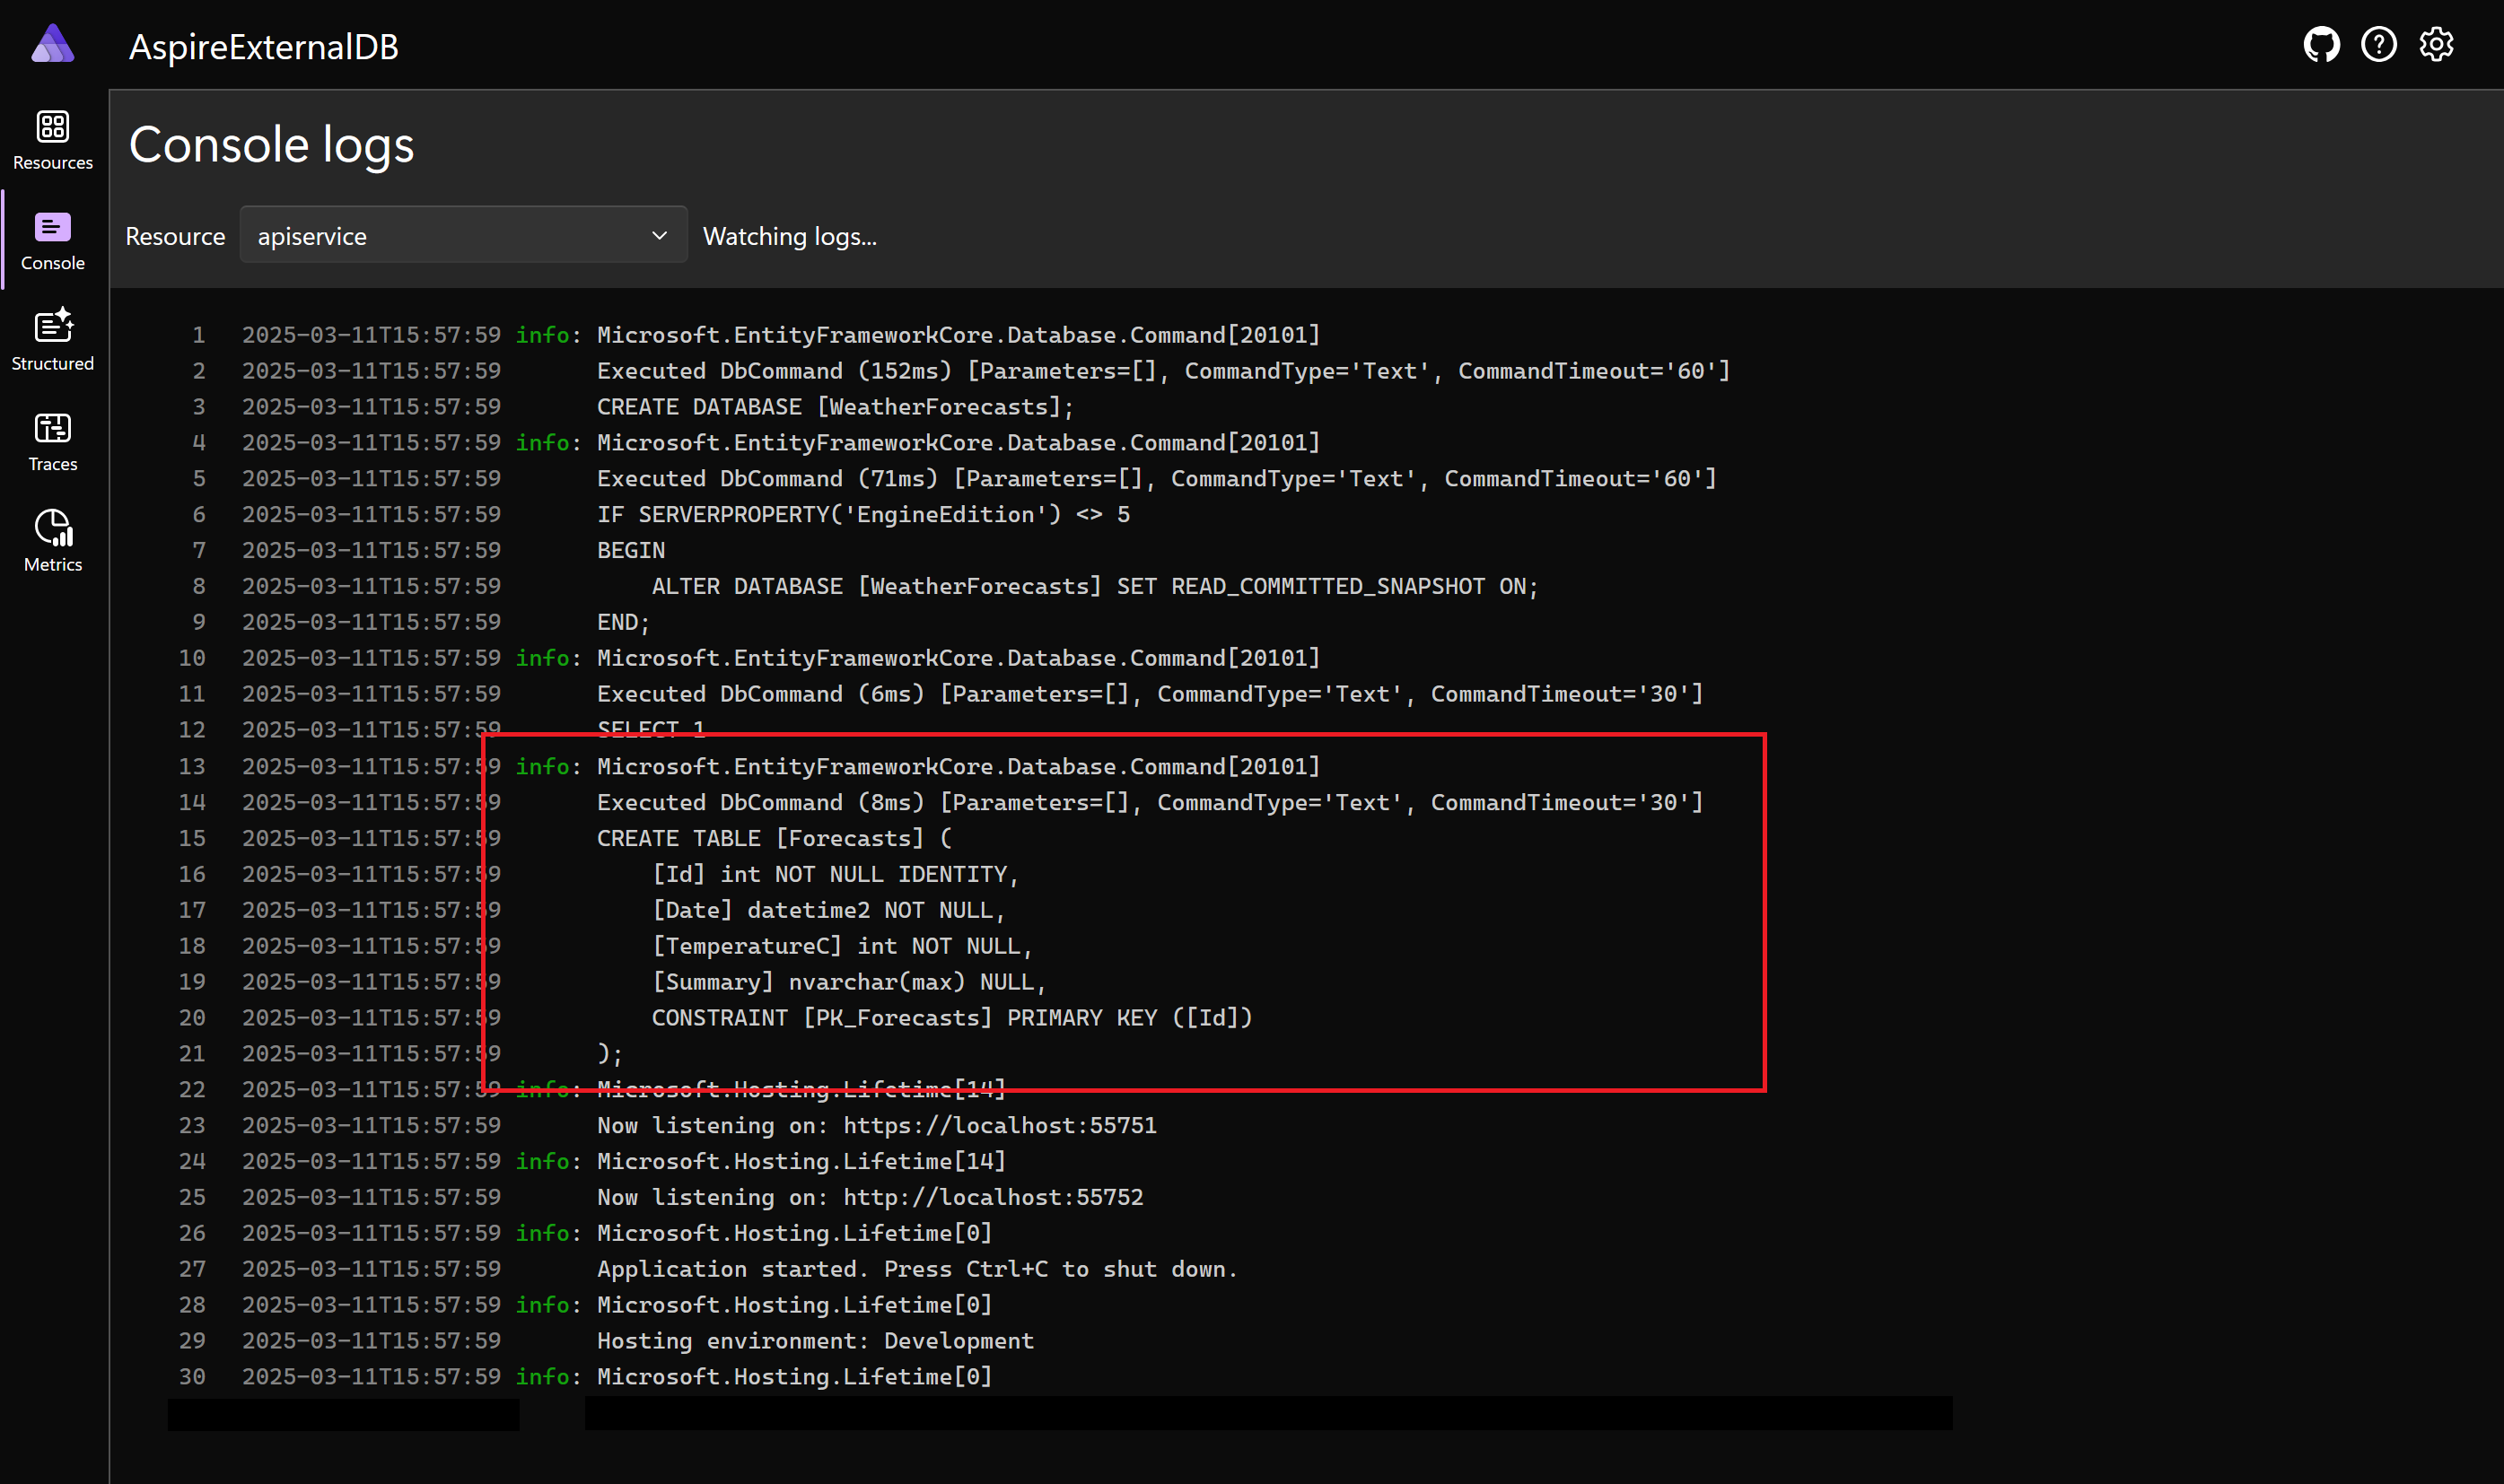 AspireExternalDB
Resources
Console
Structured
Traces
Metrics
Console logs
Resource apiservice Watching logs...
1 2025-03-11T15:57:59 info: Microsoft.EntityFrameworkCore.Database.Command[20101]
2 2025-03-11T15:57:59 Executed DbCommand (152ms) [Parameters=[], CommandType='Text', CommandTimeout='60']
3 2025-03-11T15:57:59 CREATE DATABASE [WeatherForecasts];
4 2025-03-11T15:57:59 info: Microsoft.EntityFrameworkCore.Database.Command[20101]
5 2025-03-11T15:57:59 Executed DbCommand (71ms) [Parameters=[], CommandType='Text', CommandTimeout='60']
6 2025-03-11T15:57:59 IF SERVERPROPERTY('EngineEdition') <> 5
7 2025-03-11T15:57:59 BEGIN
8 2025-03-11T15:57:59 ALTER DATABASE [WeatherForecasts] SET READ_COMMITTED_SNAPSHOT ON;
9 2025-03-11T15:57:59 END;
10 2025-03-11T15:57:59 info: Microsoft.EntityFrameworkCore.Database.Command[20101]
11 2025-03-11T15:57:59 Executed DbCommand (6ms) [Parameters=[], CommandType='Text', CommandTimeout='30']
12 2025-03-11T15:57:59 SELECT 1
13 2025-03-11T15:57:59 info: Microsoft.EntityFrameworkCore.Database.Command[20101]
14 2025-03-11T15:57:59 Executed DbCommand (8ms) [Parameters=[], CommandType='Text', CommandTimeout='30']
15 2025-03-11T15:57:59 CREATE TABLE [Forecasts] (
16 2025-03-11T15:57:59 [Id] int NOT NULL IDENTITY,
17 2025-03-11T15:57:59 [Date] datetime2 NOT NULL,
18 2025-03-11T15:57:59 [TemperatureC] int NOT NULL,
19 2025-03-11T15:57:59 [Summary] nvarchar(max) NULL,
20 2025-03-11T15:57:59 CONSTRAINT [PK_Forecasts] PRIMARY KEY ([Id])
21 2025-03-11T15:57:59 );
22 2025-03-11T15:57:59 info: Microsoft.Hosting.Lifetime[14]
23 2025-03-11T15:57:59 Now listening on: https://localhost:55751
24 2025-03-11T15:57:59 info: Microsoft.Hosting.Lifetime[14]
25 2025-03-11T15:57:59 Now listening on: http://localhost:55752
26 2025-03-11T15:57:59 info: Microsoft.Hosting.Lifetime[0]
27 2025-03-11T15:57:59 Application started. Press Ctrl+C to shut down.
28 2025-03-11T15:57:59 info: Microsoft.Hosting.Lifetime[0]
29 2025-03-11T15:57:59 Hosting environment: Development
30 2025-03-11T15:57:59 info: Microsoft.Hosting.Lifetime[0]